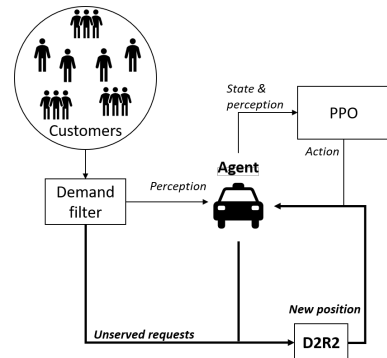 Customers
State &
perception
PPO
Action
Agent
Demand
filter
Perception
New position
Unserved requests
D2R2